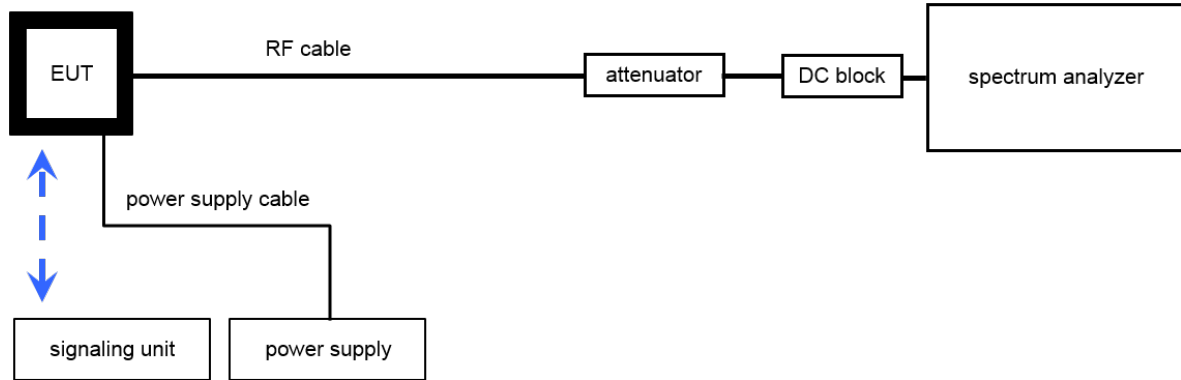 EUT
RF cable
attenuator
DC block
spectrum analyzer
power supply cable
signaling unit
power supply